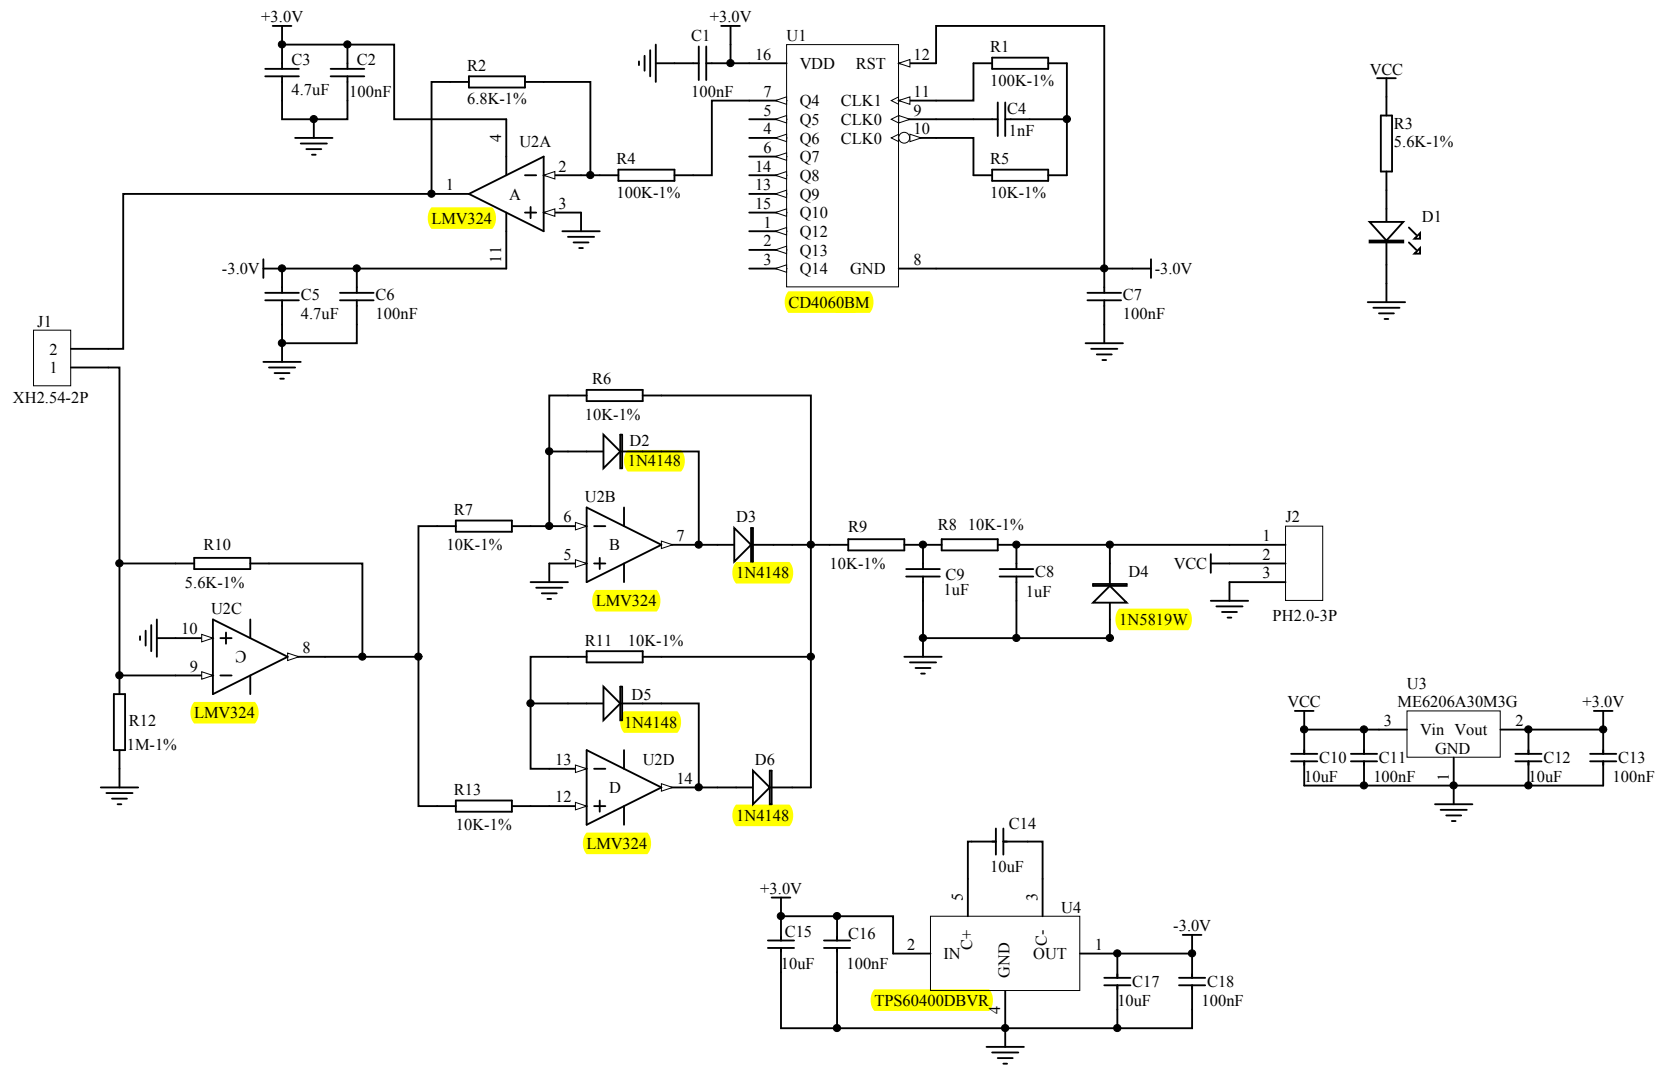 +3.0V
C3
4.7uF
C2
100nF
R2
6.8K-1%
4
U2A
1
A
2
3
LMV324
11
R4
100K-1%
-3.0V
C5
4.7uF
C6
100nF
J1
2
1
XH2.54-2P
+3.0V
C1
100nF
U1
16 VDD RST 12
7 Q4 CLK1 11
5 Q5 CLK0 9
4 Q6 CLK0 10
6 Q7
14 Q8
13 Q9
15 Q10
1 Q12
2 Q13
3 Q14 GND 8
CD4060BM
R1
100K-1%
C4
1nF
R5
10K-1%
-3.0V
C7
100nF
VCC
R3
5.6K-1%
D1
R6
10K-1%
D2
1N4148
U2B
R7
10K-1%
6
5
B
7
LMV324
D3
1N4148
R9
10K-1%
R8 10K-1%
C9
1uF
C8
1uF
D4
1N5819W
J2
1
2
3
VCC
PH2.0-3P
R10
5.6K-1%
U2C
10
9
C
8
LMV324
R12
1M-1%
R11 10K-1%
D5
1N4148
U2D
13
12
D
14
LMV324
R13
10K-1%
D6
1N4148
U3
ME6206A30M3G
VCC
3 Vin Vout 2
GND
1
+3.0V
C10
10uF
C11
100nF
C12
10uF
C13
100nF
C14
10uF
+3.0V
C15
10uF
C16
100nF
5
3
U4
2 IN C+ GND C- OUT 1
4
TPS60400DBVR
-3.0V
C17
10uF
C18
100nF